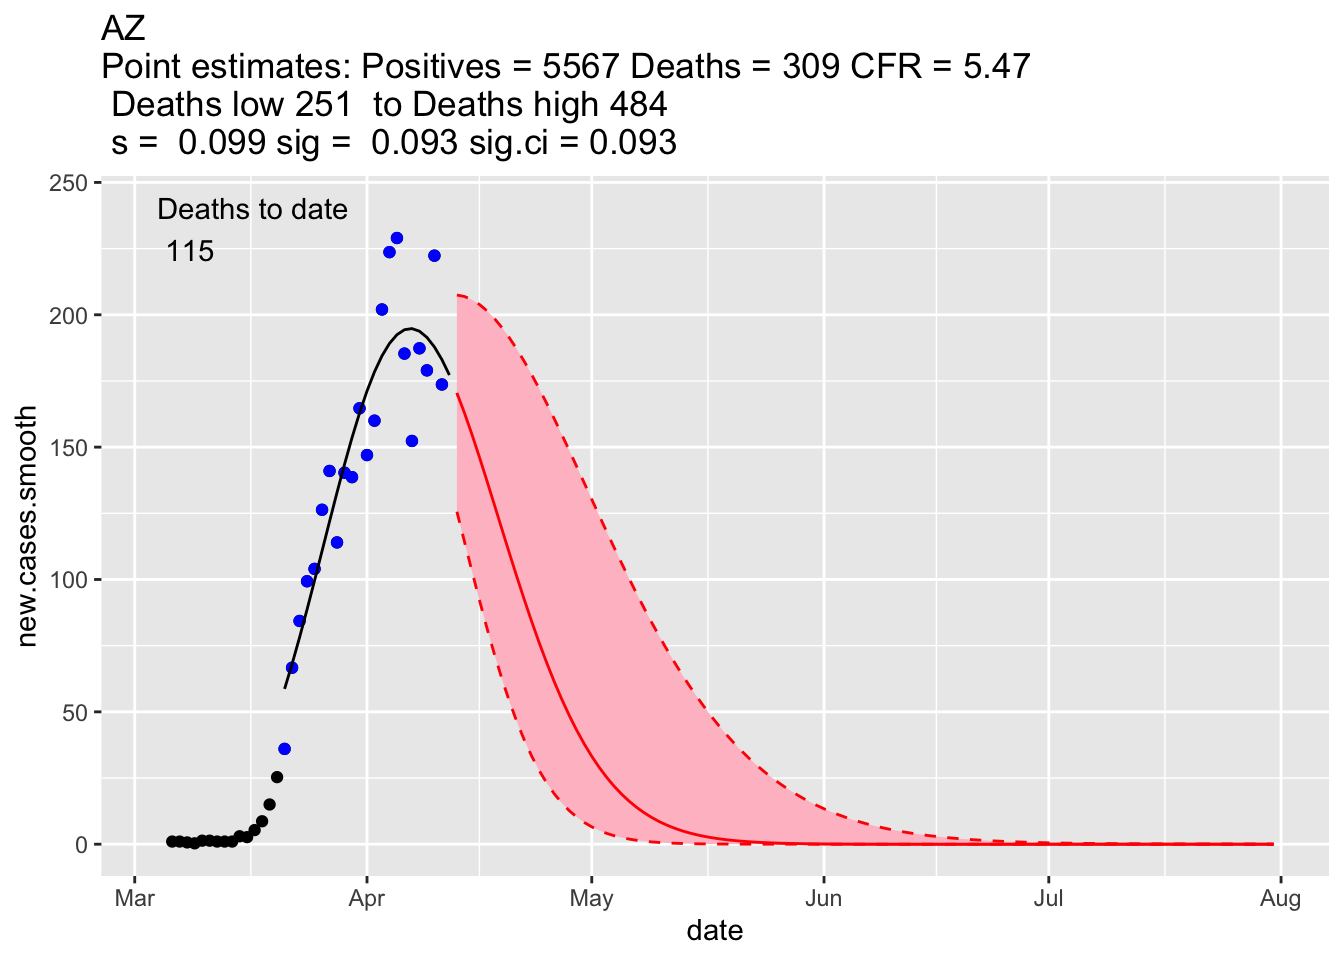 AZ
Point estimates: Positives = 5567 Deaths = 309 CFR = 5.47
Deaths low 251  to Deaths high 484
s =  0.099 sig =  0.093 sig.ci = 0.093
250
200
150
100
50
0
new.cases.smooth
Deaths to date
115
Mar Apr May Jun Jul Aug
date